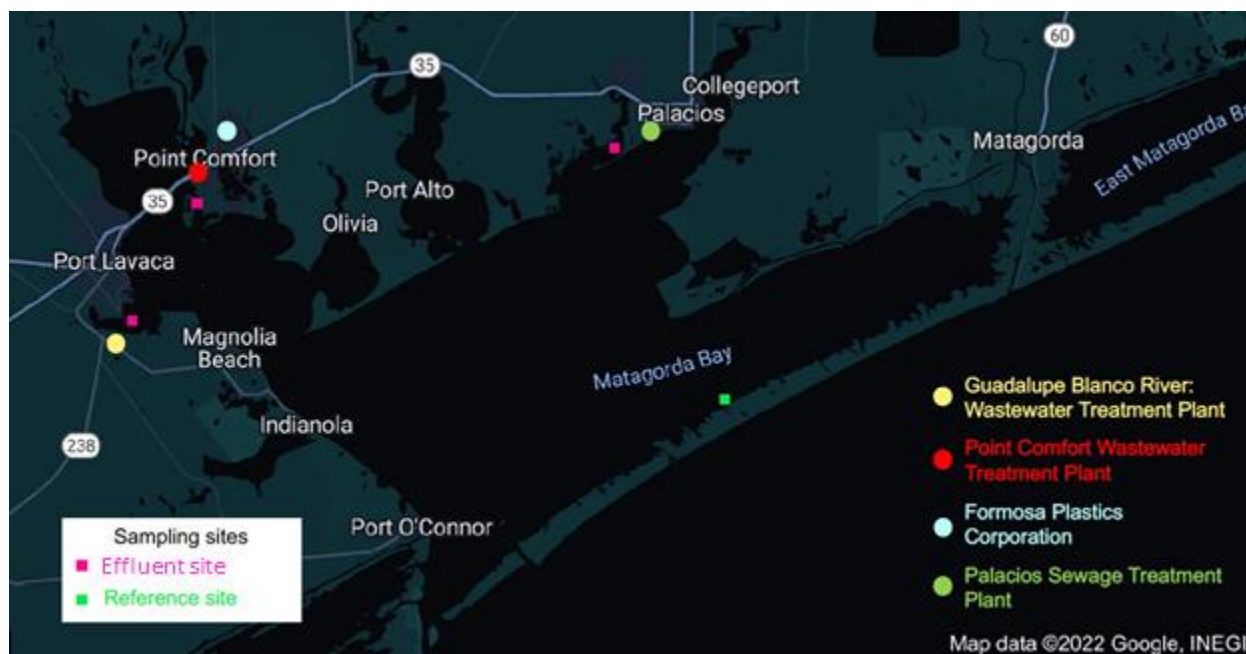 35
60
Collegeport
Palacios
Matagorda
East Matagorda Ba
Point Comfort
Port Alto
35
Olivia
Port Lavaca
Magnolia
Beach
Matagorda Bay
Indianola
238
Port O'Connor
Guadalupe Blanco River:
Wastewater Treatment Plant
Point Comfort Wastewater
Treatment Plant
Formosa Plastics
Corporation
Palacios Sewage Treatment
Plant
Sampling sites
Effluent site
Reference site
Map data ©2022 Google, INEGI